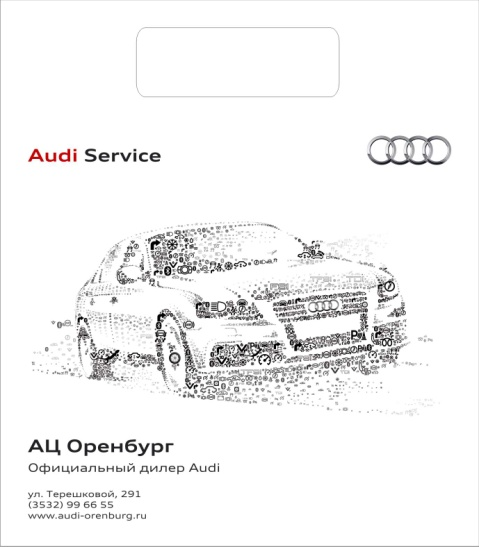 Audi Service
АЦ Оренбург
Официальный дилер Audi
ул. Терешковой, 291
(3532) 99 66 55
www.audi-orenburg.ru